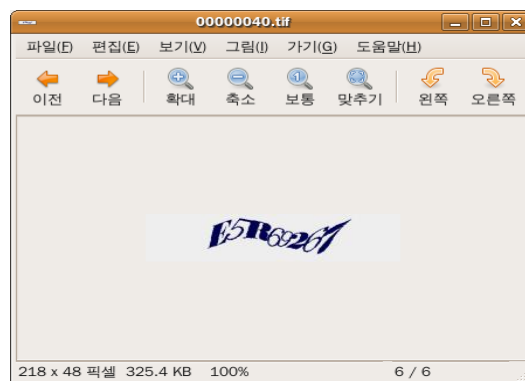 00000040.tif
파일(F) 편집(E) 보기(V) 그림(I) 가기(G) 도움말(H)
이전 다음 확대 축소 보통 맞추기 왼쪽 오른쪽
E5R69267
218 x 48 픽셀 325.4 KB 100% 6 / 6